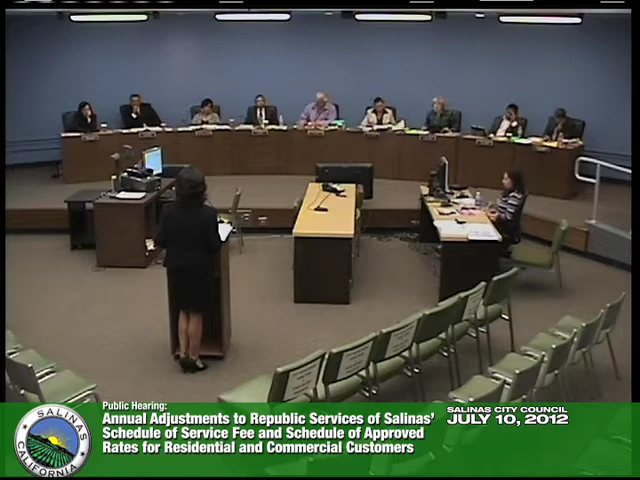 Public Hearing:
Annual Adjustments to Republic Services of Salinas'
Schedule of Service Fee and Schedule of Approved
Rates for Residential and Commercial Customers
SALINAS CITY COUNCIL
JULY 10, 2012
SALINAS
CALIFORNIA